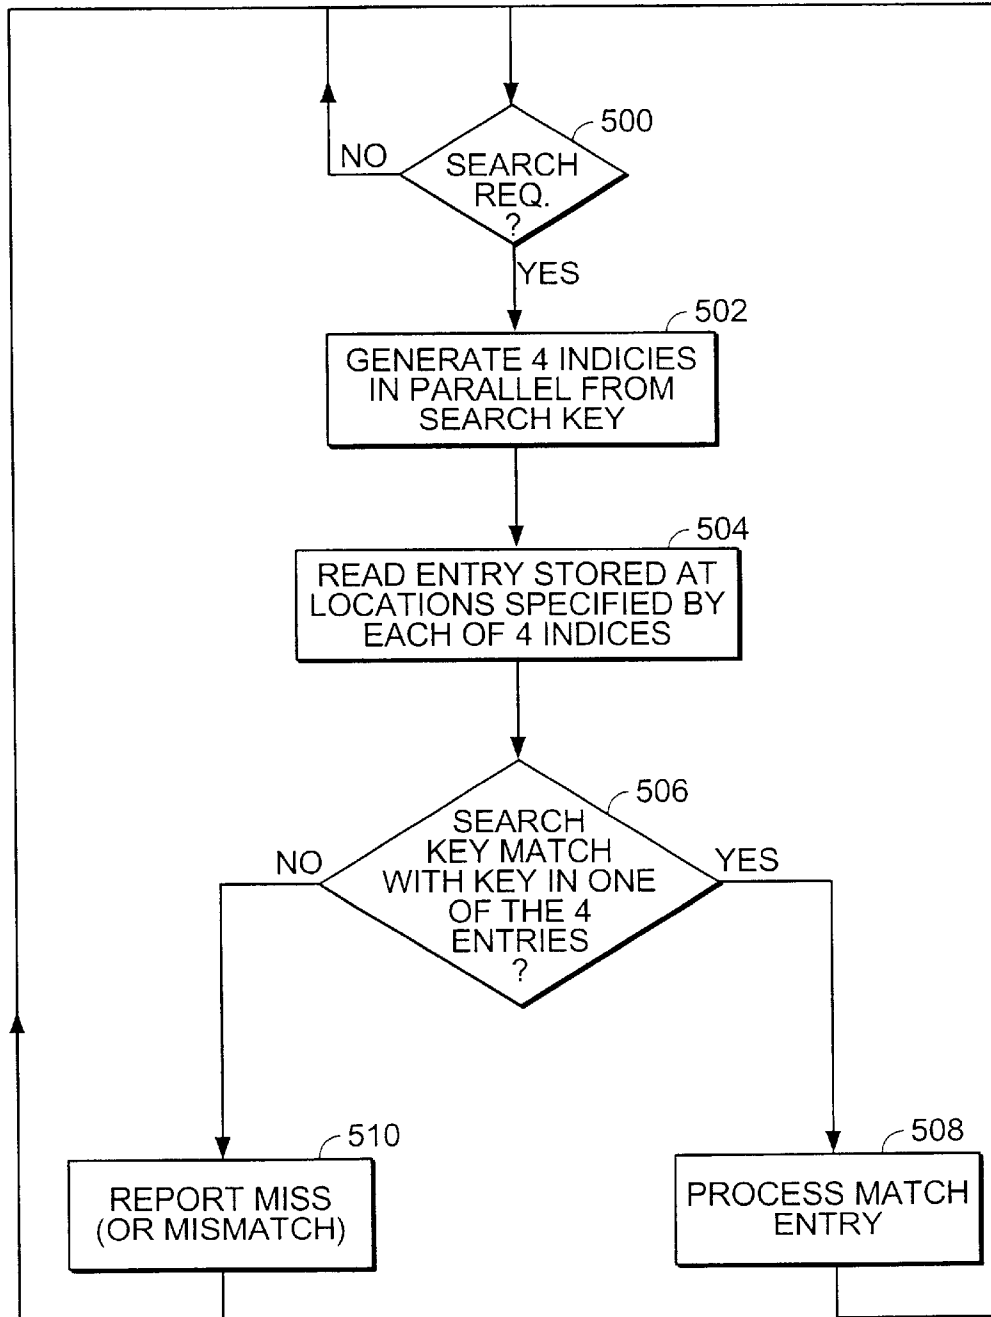 500
NO
SEARCH
REQ.
?
YES
502
GENERATE 4 INDICIES
IN PARALLEL FROM
SEARCH KEY
504
READ ENTRY STORED AT
LOCATIONS SPECIFIED BY
EACH OF 4 INDICES
506
SEARCH
KEY MATCH
WITH KEY IN ONE
OF THE 4
ENTRIES
?
NO
YES
510
REPORT MISS
(OR MISMATCH)
508
PROCESS MATCH
ENTRY